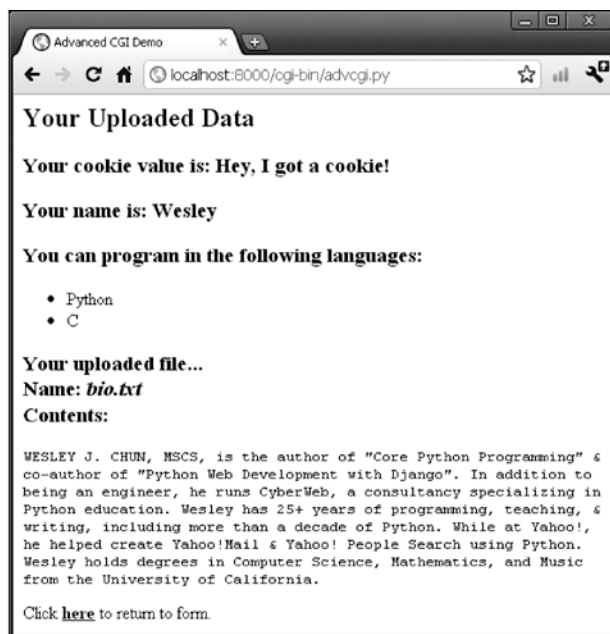 Advanced CGI Demo
localhost:8000/cgi-bin/advcgi.py
Your Uploaded Data
Your cookie value is: Hey, I got a cookie!
Your name is: Wesley
You can program in the following languages:
• Python
• C
Your uploaded file...
Name: bio.txt
Contents:
WESLEY J. CHUN, MSCS, is the author of "Core Python Programming" &
co-author of "Python Web Development with Django". In addition to
being an engineer, he runs CyberWeb, a consultancy specializing in
Python education. Wesley has 25+ years of programming, teaching, &
writing, including more than a decade of Python. While at Yahoo!,
he helped create Yahoo!Mail & Yahoo! People Search using Python.
Wesley holds degrees in Computer Science, Mathematics, and Music
from the University of California.
Click here to return to form.